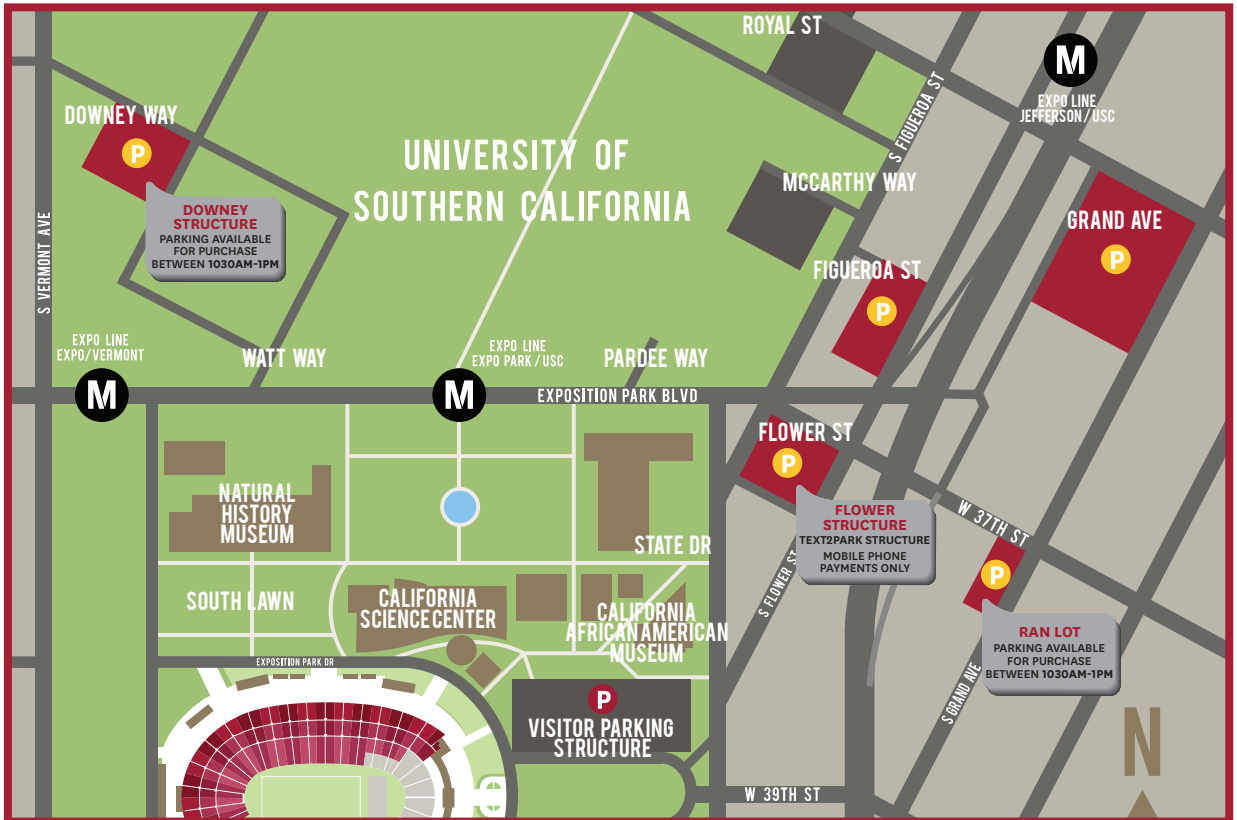 ROYAL ST
M
EXPO LINE
JEFFERSON/USC
S FIGUEROA ST
DOWNEY WAY
P
UNIVERSITY OF
SOUTHERN CALIFORNIA
MCCARTHY WAY
DOWNEY
STRUCTURE
PARKING AVAILABLE
FOR PURCHASE
BETWEEN 1030AM-1PM
S VERMONT AVE
GRAND AVE
P
FIGUEROA ST
P
EXPO LINE
EXPO/VERMONT
M
WATT WAY
EXPO LINE
EXPO PARK/USC
M
PARDEE WAY
EXPOSITION PARK BLVD
FLOWER ST
P
FLOWER
STRUCTURE
TEXT2PARK STRUCTURE
MOBILE PHONE
PAYMENTS ONLY
W 37TH ST
NATURAL
HISTORY
MUSEUM
STATE DR
S FLOWER ST
P
SOUTH LAWN
CALIFORNIA
SCIENCE CENTER
CALIFORNIA
AFRICAN AMERICAN
MUSEUM
RAN LOT
PARKING AVAILABLE
FOR PURCHASE
BETWEEN 1030AM-1PM
EXPOSITION PARK DR
S GRAND AVE
P
VISITOR PARKING
STRUCTURE
N
W 39TH ST